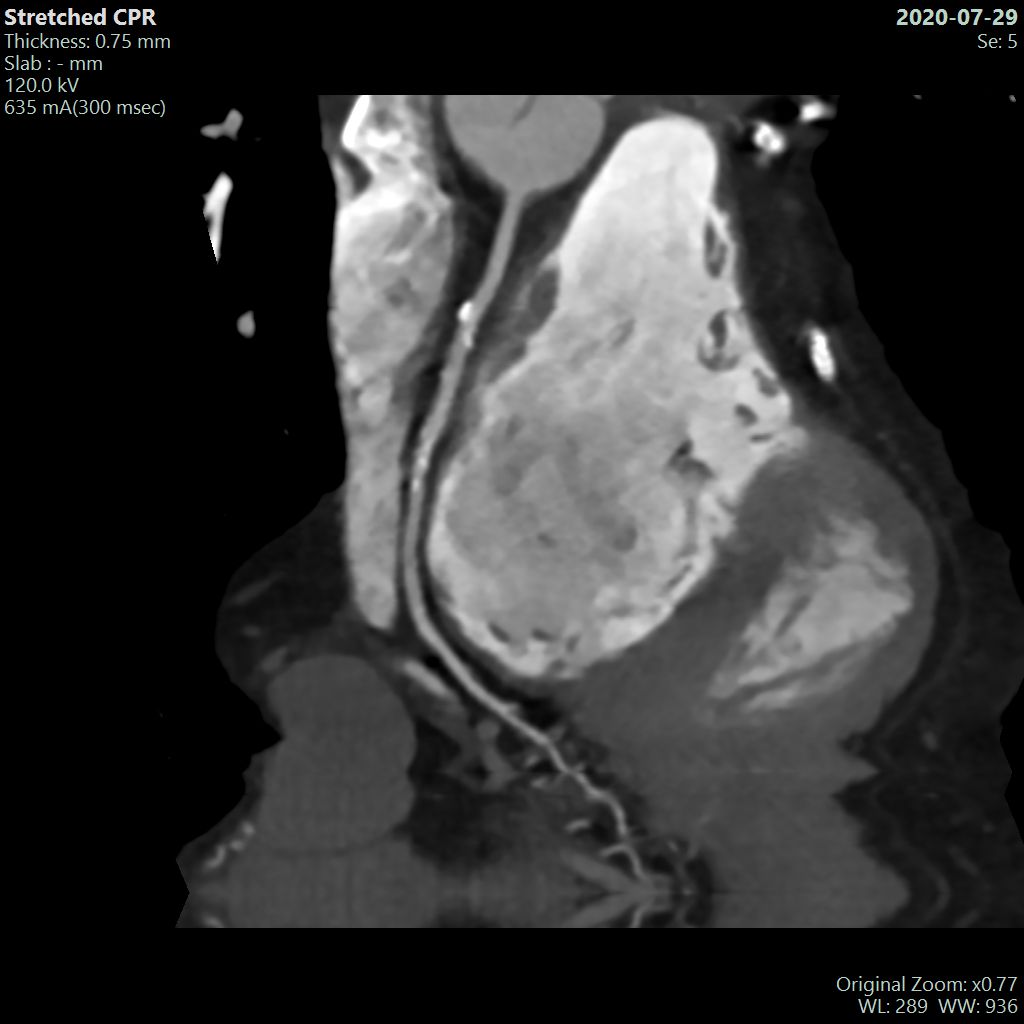 Stretched CPR
Thickness: 0.75 mm
Slab : - mm
120.0 kV
635 mA(300 msec)
2020-07-29
Se: 5
Original Zoom: x0.77
WL: 289 WW: 936